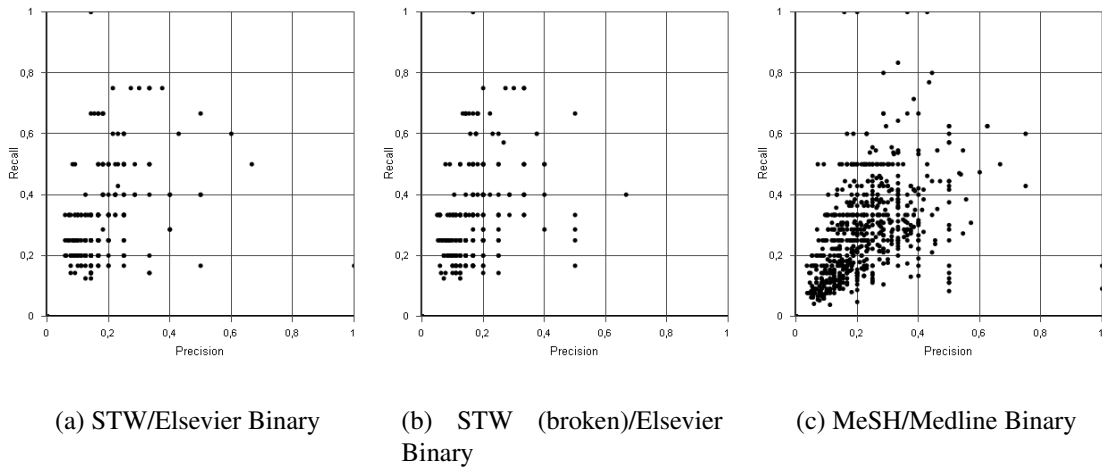 1
0,8
0,6
0,4
0,2
0
Recall
0 0,2 0,4 0,6 0,8 1
Precision
1
0,8
0,6
0,4
0,2
0
Recall
0 0,2 0,4 0,6 0,8 1
Precision
1
0,8
0,6
0,4
0,2
0
Recall
0 0,2 0,4 0,6 0,8 1
Precision
(a) STW/Elsevier Binary
(b) STW (broken)/Elsevier
Binary
(c) MeSH/Medline Binary